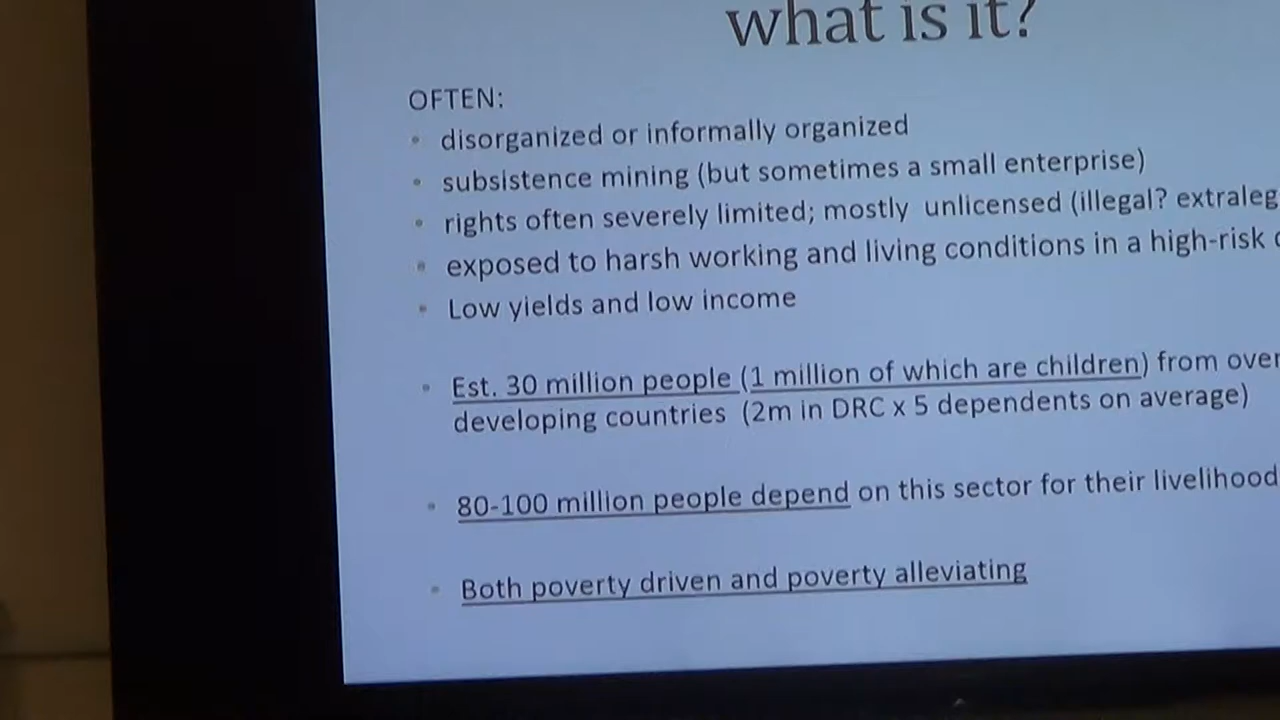 what is it?
OFTEN:
• disorganized or informally organized
• subsistence mining (but sometimes a small enterprise)
• rights often severely limited; mostly unlicensed (illegal?
• exposed to harsh working and living conditions in a high-risk
• Low yields and low income
• Est. 30 million people (1 million of which are children) from over
developing countries (2m in DRC x 5 dependents on average)
• 80-100 million people depend on this sector for their livelihood
• Both poverty driven and poverty alleviating